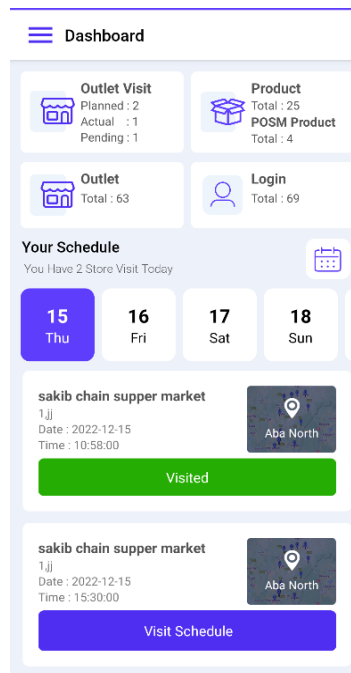 Dashboard
Outlet Visit
Planned : 2
Actual : 1
Pending : 1
Product
Total : 25
POSM Product
Total : 4
Outlet
Total : 63
Login
Total : 69
Your Schedule
You Have 2 Store Visit Today
15
Thu
16
Fri
17
Sat
18
Sun
sakib chain supper market
1,jj
Date : 2022-12-15
Time : 10:58:00
Aba North
Visited
sakib chain supper market
1,jj
Date : 2022-12-15
Time : 15:30:00
Aba North
Visit Schedule